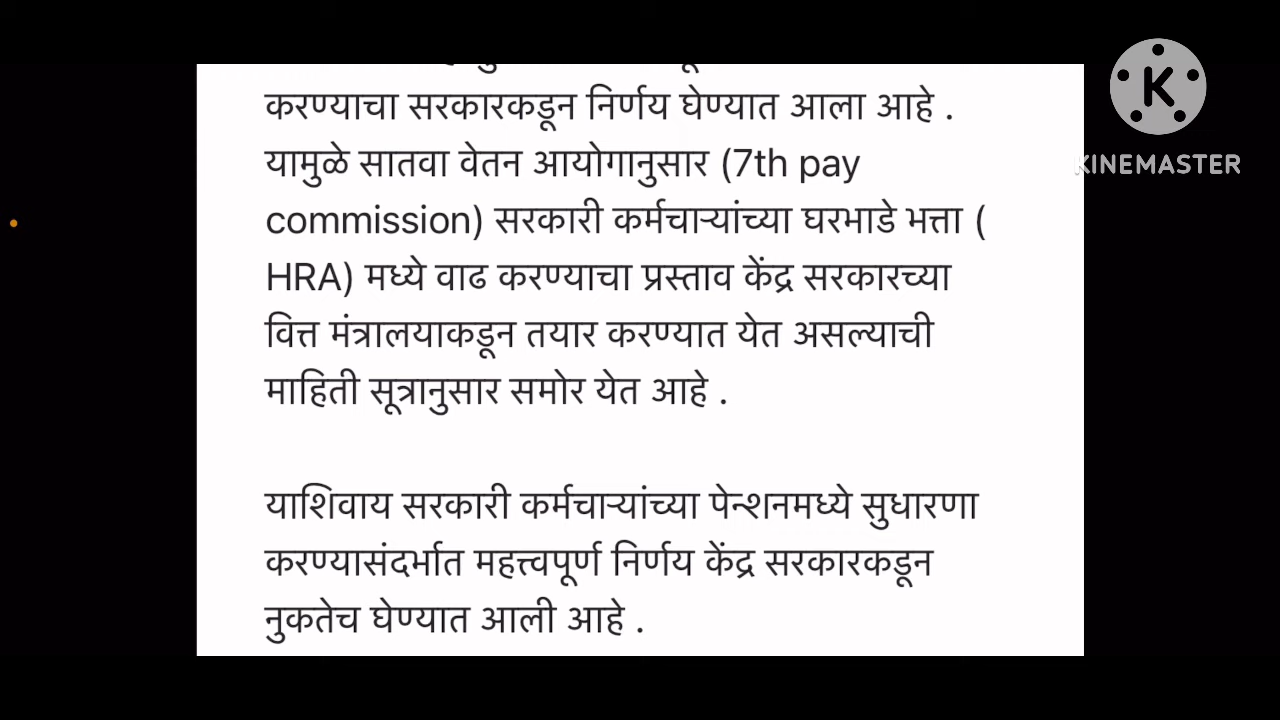 करण्याचा सरकारकडून निर्णय घेण्यात आला आहे .
यामुळे सातवा वेतन आयोगानुसार (7th pay
commission) सरकारी कर्मचाऱ्यांच्या घरभाडे भत्ता (
HRA) मध्ये वाढ करण्याचा प्रस्ताव केंद्र सरकारच्या
वित्त मंत्रालयाकडून तयार करण्यात येत असल्याची
माहिती सूत्रानुसार समोर येत आहे .
याशिवाय सरकारी कर्मचाऱ्यांच्या पेन्शनमध्ये सुधारणा
करण्यासंदर्भात महत्त्वपूर्ण निर्णय केंद्र सरकारकडून
नुकतेच घेण्यात आली आहे .
K
KINEMASTER